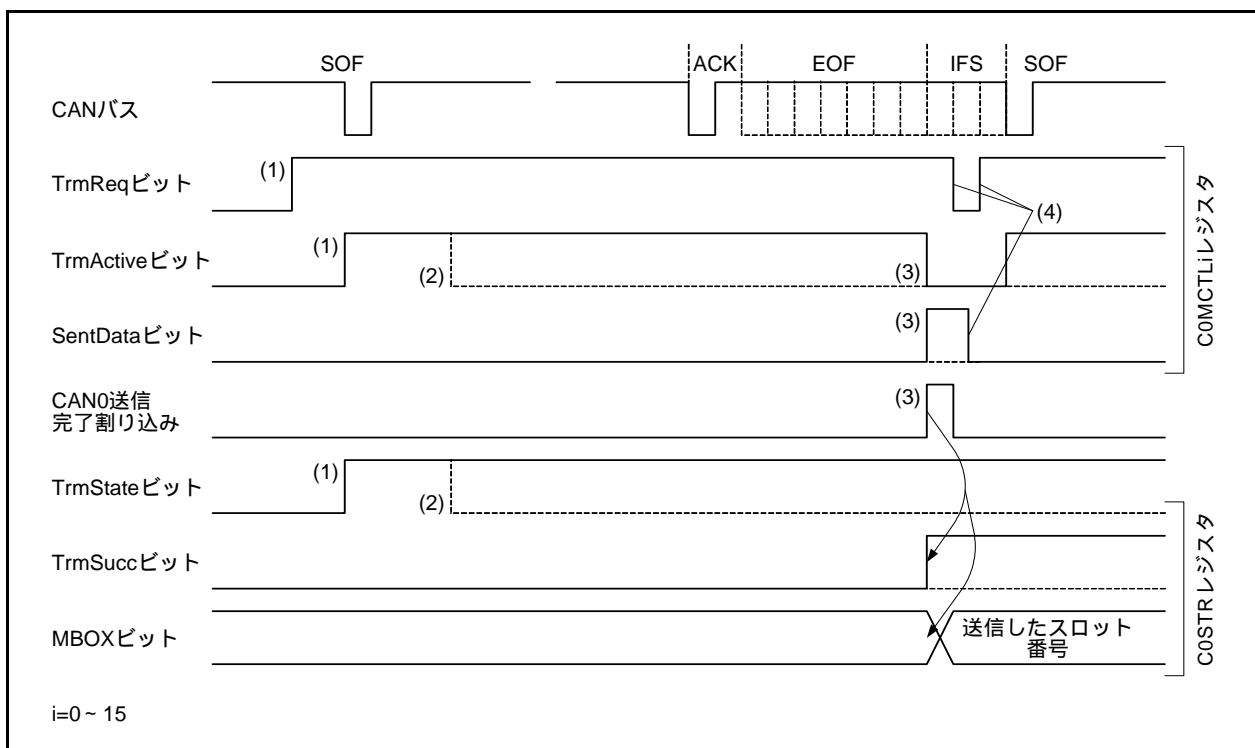 SOF ACK EOF IFS SOF
CANバス
TrmReqビット (1)
(4)
TrmActiveビット (1) (2) (3)
SentDataビット (3)
C0MCTLiレジスタ
CAN0送信
完了割り込み
(3)
TrmStateビット (1) (2)
TrmSuccビット
MBOXビット
送信したスロット
番号
C0STRレジスタ
i=0 ~ 15